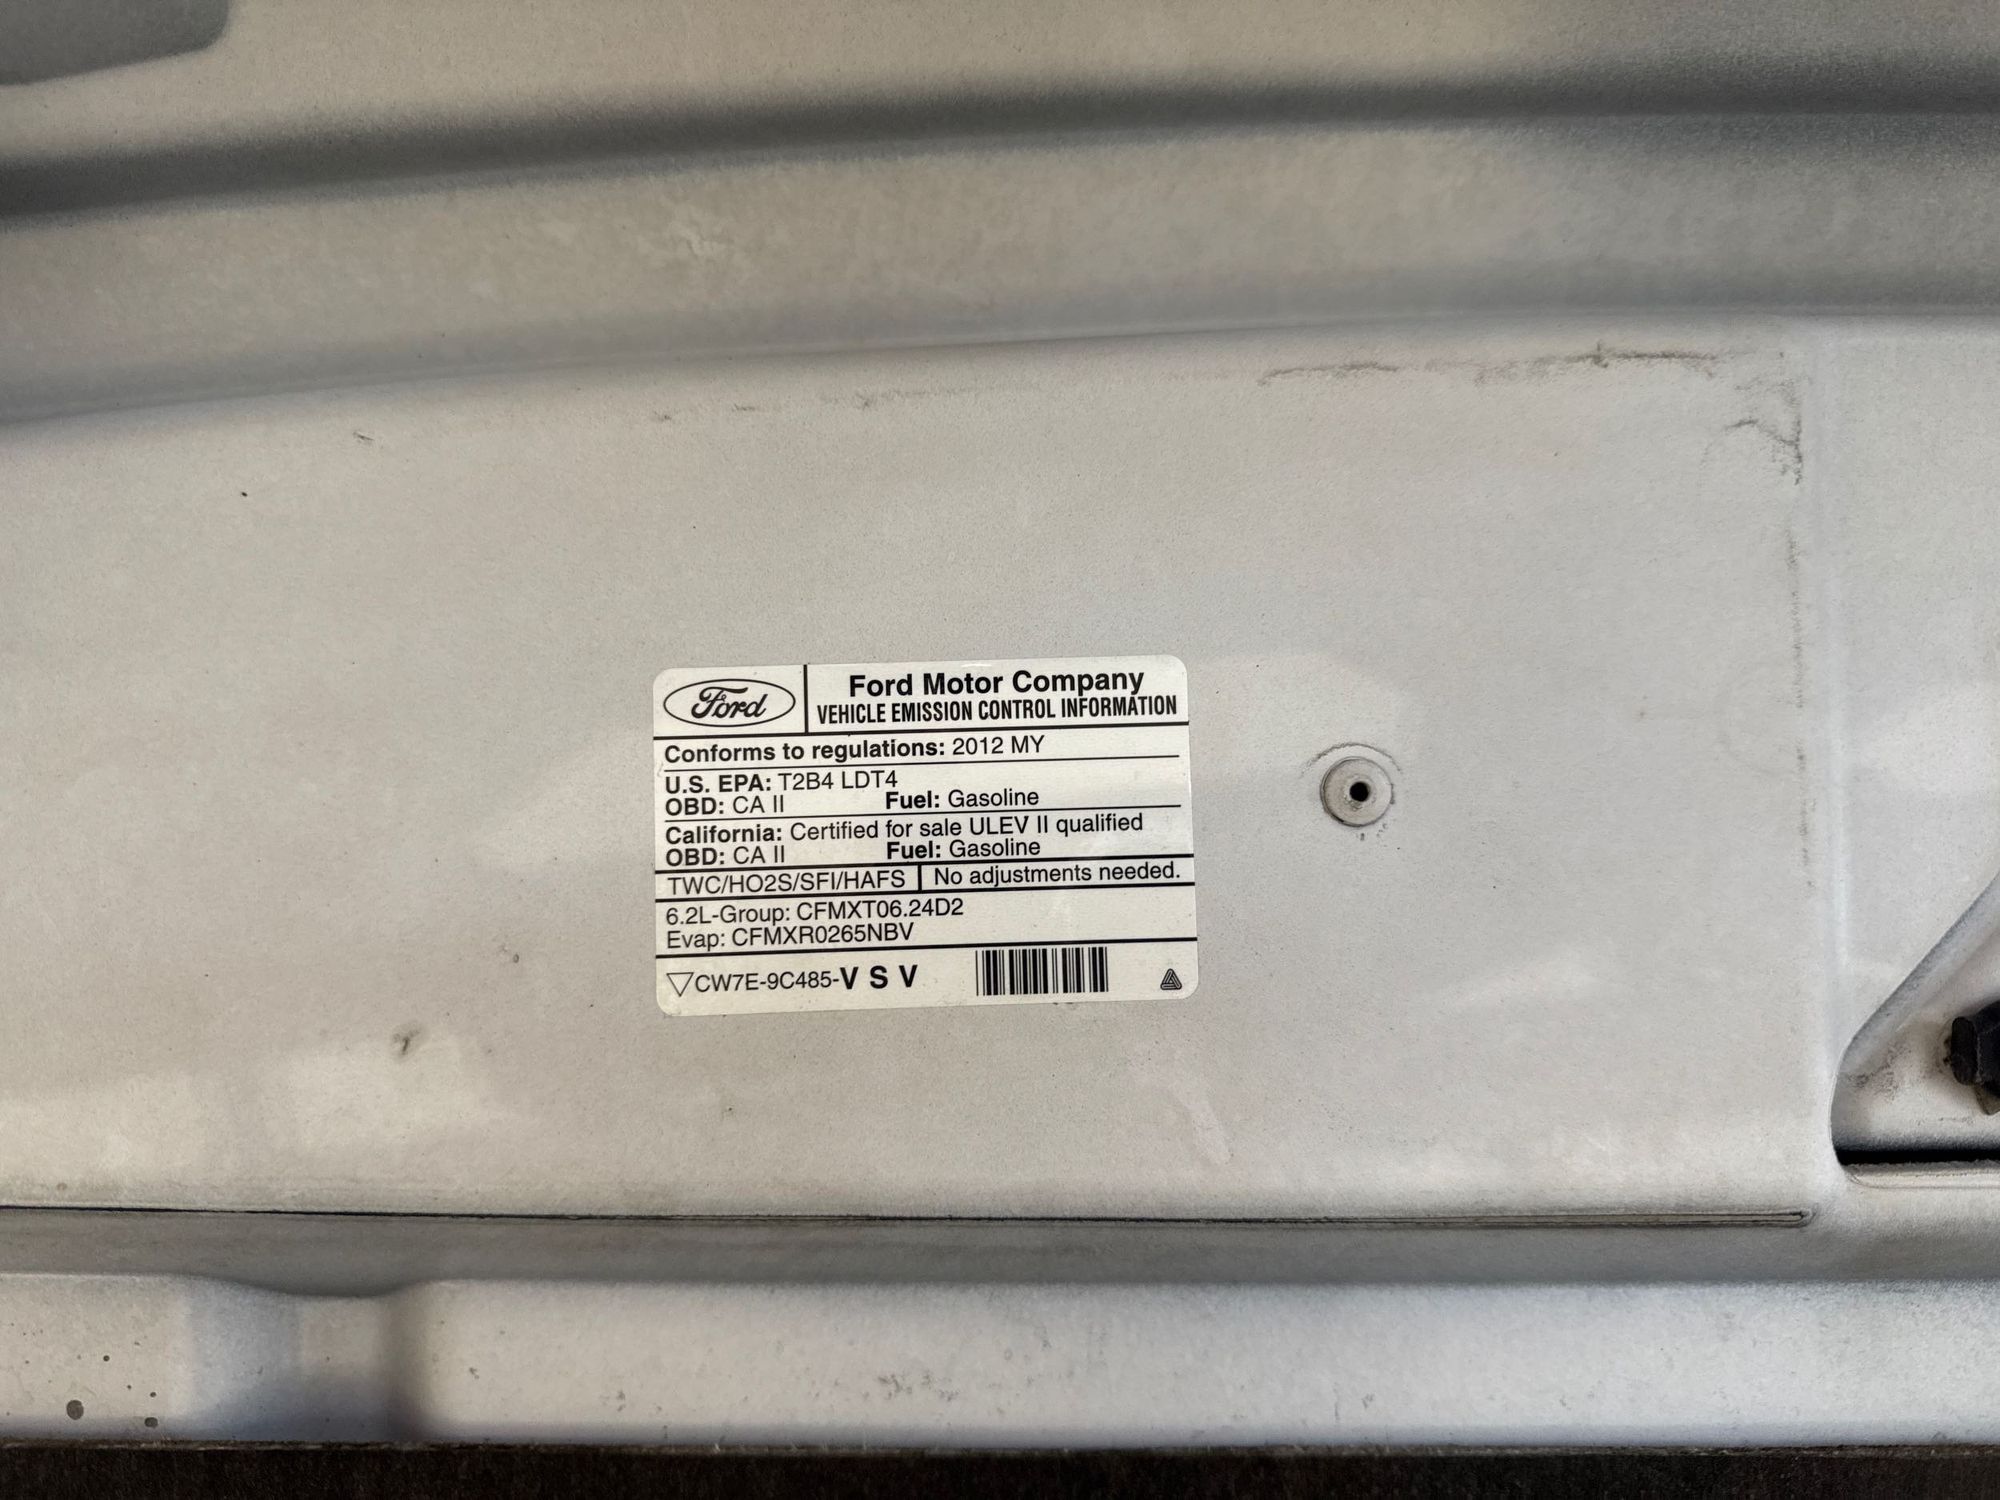 Ford
Ford Motor Company
VEHICLE EMISSION CONTROL INFORMATION
Conforms to regulations: 2012 MY
U.S. EPA: T2B4 LDT4
OBD: CA II Fuel: Gasoline
California: Certified for sale ULEV II qualified
OBD: CA II Fuel: Gasoline
TWC/HO2S/SFI/HAFS No adjustments needed.
6.2L-Group: CFMXT06.24D2
Evap: CFMXR0265NBV
CW7E-9C485-V S V